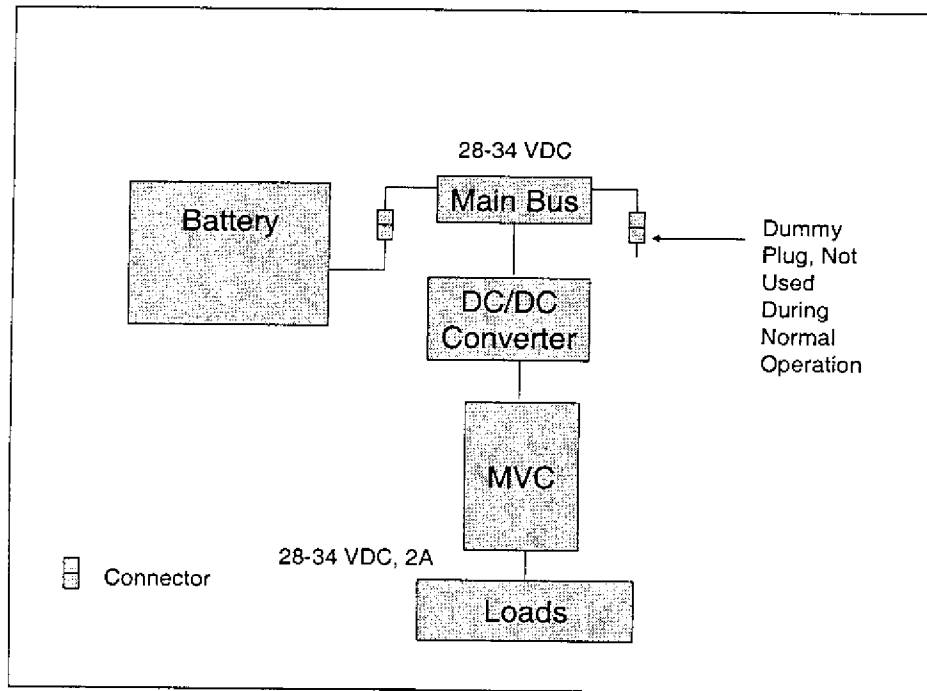 28-34 VDC
Battery
Main Bus
Dummy
Plug, Not
Used
During
Normal
Operation
DC/DC
Converter
MVC
28-34 VDC, 2A
Connector
Loads